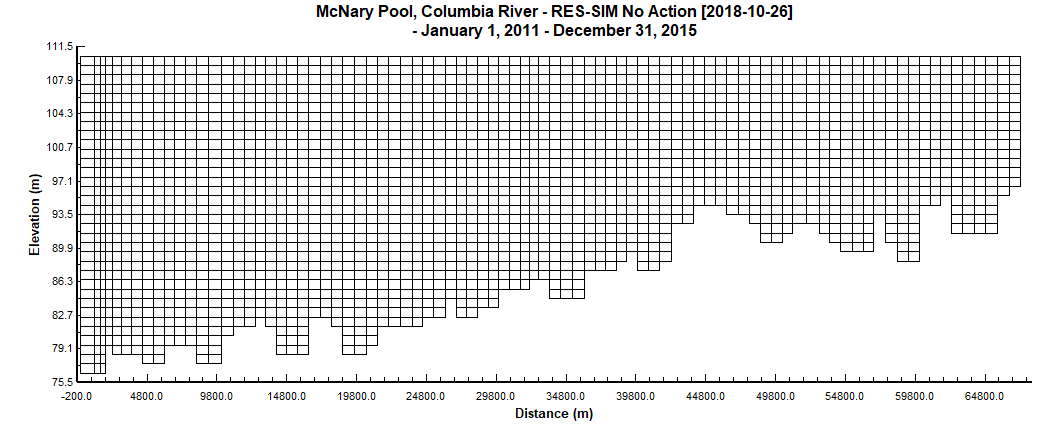 McNary Pool, Columbia River - RES-SIM No Action [2018-10-26]
- January 1, 2011 - December 31, 2015
111.5
107.9
104.3
100.7
97.1
93.5
89.9
86.3
82.7
79.1
75.5
Elevation (m)
-200.0 4800.0 9800.0 14800.0 19800.0 24800.0 29800.0 34800.0 39800.0 44800.0 49800.0 54800.0 59800.0 64800.0
Distance (m)